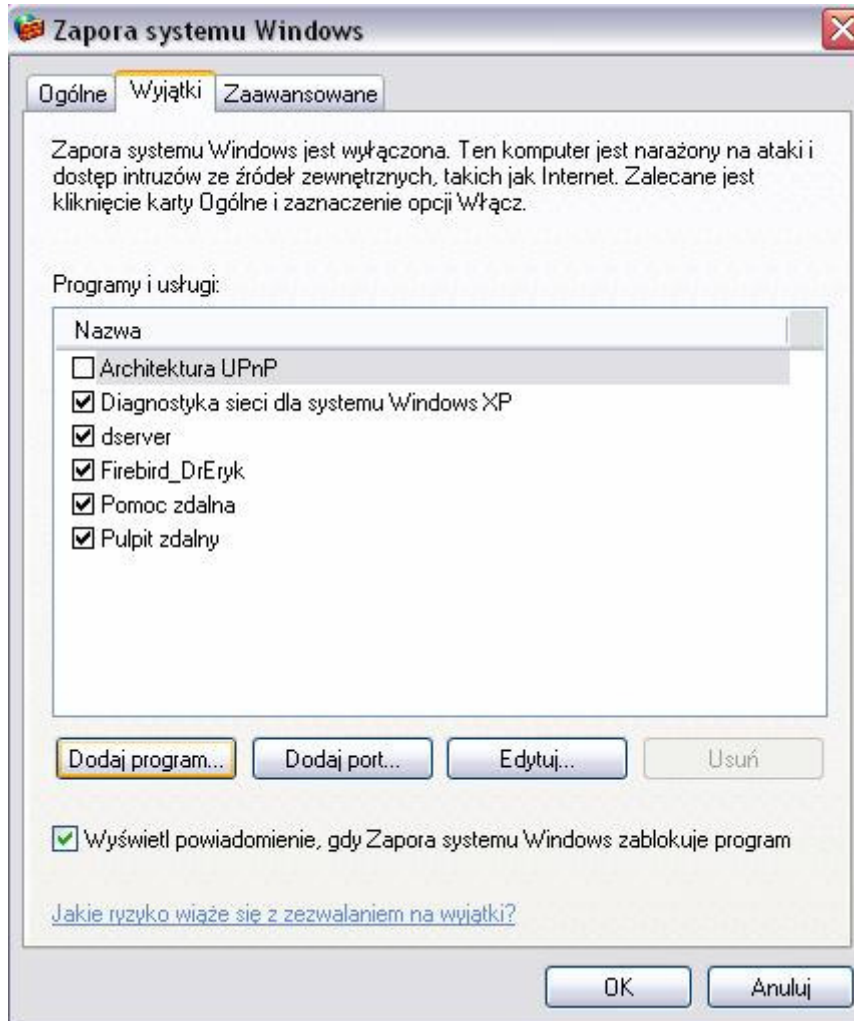 Zapora systemu Windows
Ogólne Wyjątki Zaawansowane
Zapora systemu Windows jest wyłączona. Ten komputer jest narażony na ataki i
dostęp intruzów ze źródeł zewnętrznych, takich jak Internet. Zalecane jest
kliknięcie karty Ogólne i zaznaczenie opcji Włącz.
Programy i usługi:
Nazwa
Architektura UPnP
Diagnostyka sieci dla systemu Windows XP
dserver
Firebird_DrEryk
Pomoc zdalna
Pulpit zdalny
Dodaj program... Dodaj port... Edytuj... Usuń
Wyświetl powiadomienie, gdy Zapora systemu Windows zablokuje program
Jakie ryzyko wiąże się z zezwalaniem na wyjątki?
OK Anuluj